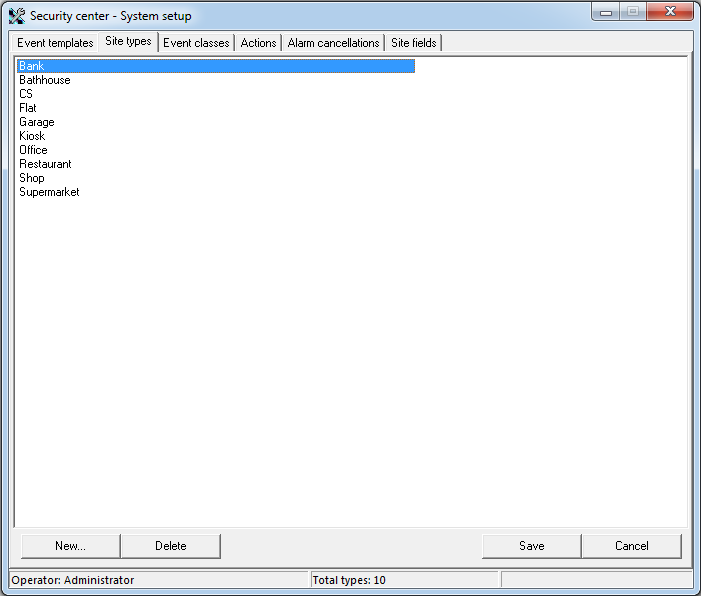 Security center - System setup
Event templates Site types Event classes Actions Alarm cancellations Site fields
Bank
Bathhouse
CS
Flat
Garage
Kiosk
Office
Restaurant
Shop
Supermarket
New... Delete Save Cancel
Operator: Administrator Total types: 10